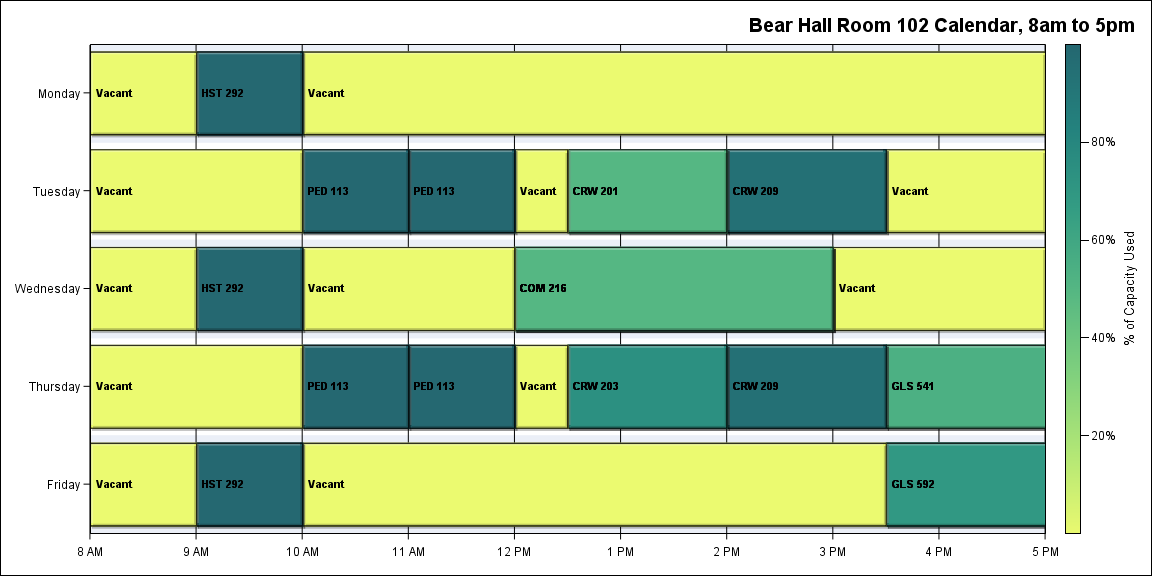 Bear Hall Room 102 Calendar, 8am to 5pm
Monday
Vacant
HST 292
Vacant
Tuesday
Vacant
PED 113
PED 113
Vacant
CRW 201
CRW 209
Vacant
Wednesday
Vacant
HST 292
Vacant
COM 216
Vacant
Thursday
Vacant
PED 113
PED 113
Vacant
CRW 203
CRW 209
GLS 541
Friday
Vacant
HST 292
Vacant
GLS 592
8 AM
9 AM
10 AM
11 AM
12 PM
1 PM
2 PM
3 PM
4 PM
5 PM
80%
60%
40%
20%
% of Capacity Used